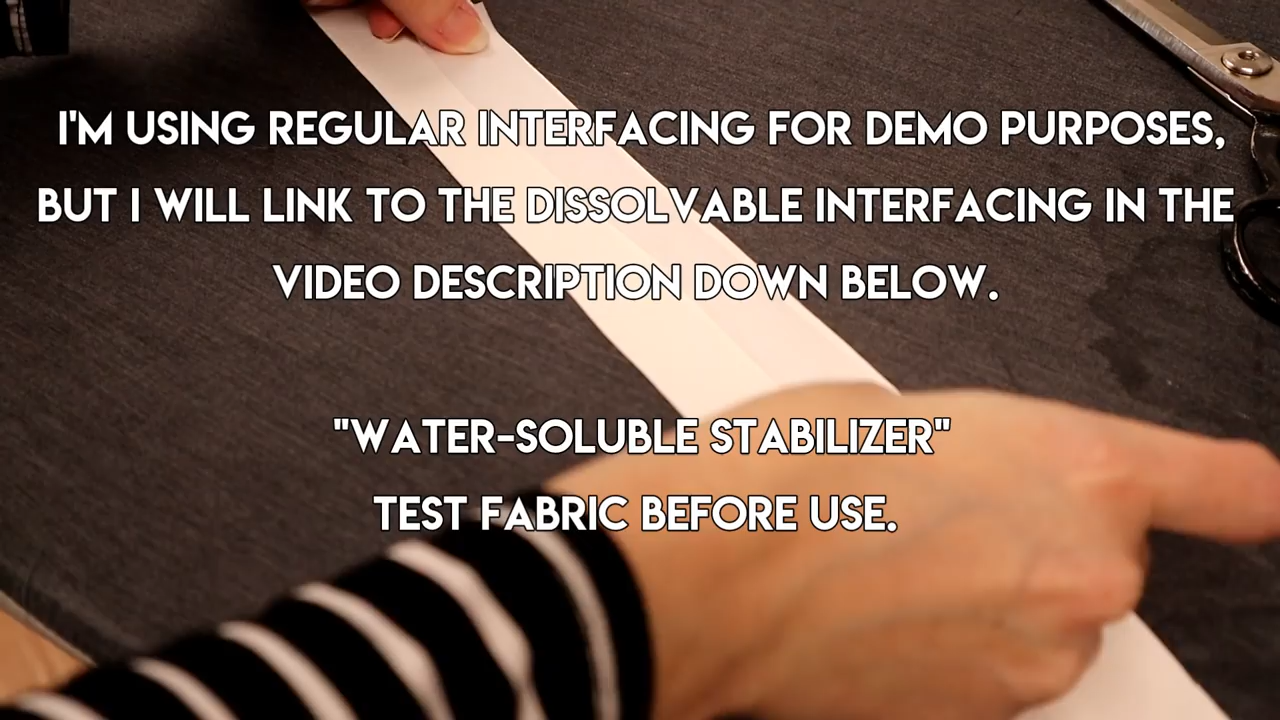 I'M USING REGULAR INTERFACING FOR DEMO PURPOSES,
BUT I WILL LINK TO THE DISSOLVABLE INTERFACING IN THE
VIDEO DESCRIPTION DOWN BELOW.
"WATER-SOLUBLE STABILIZER"
TEST FABRIC BEFORE USE.